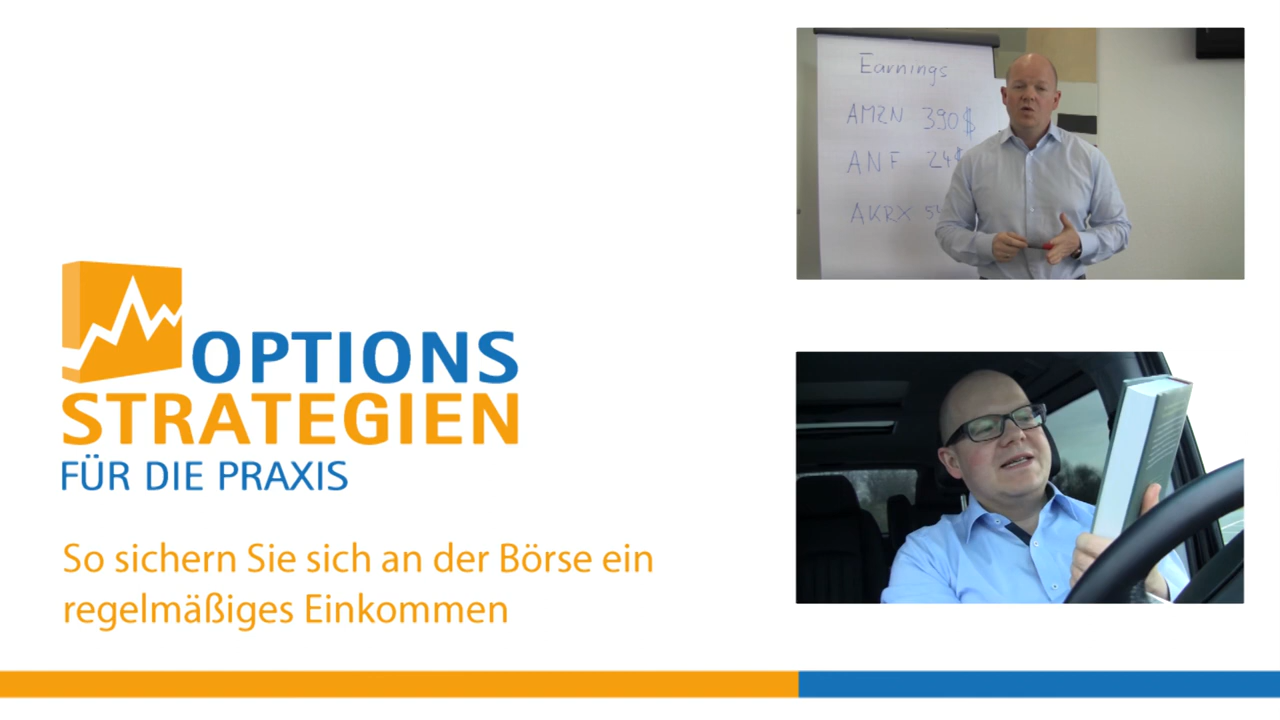 OPTIONS
STRATEGIEN
FÜR DIE PRAXIS
So sichern Sie sich an der Börse ein
regelmäßiges Einkommen
Earnings
AMZN 390$
ANF 24$
AKRX